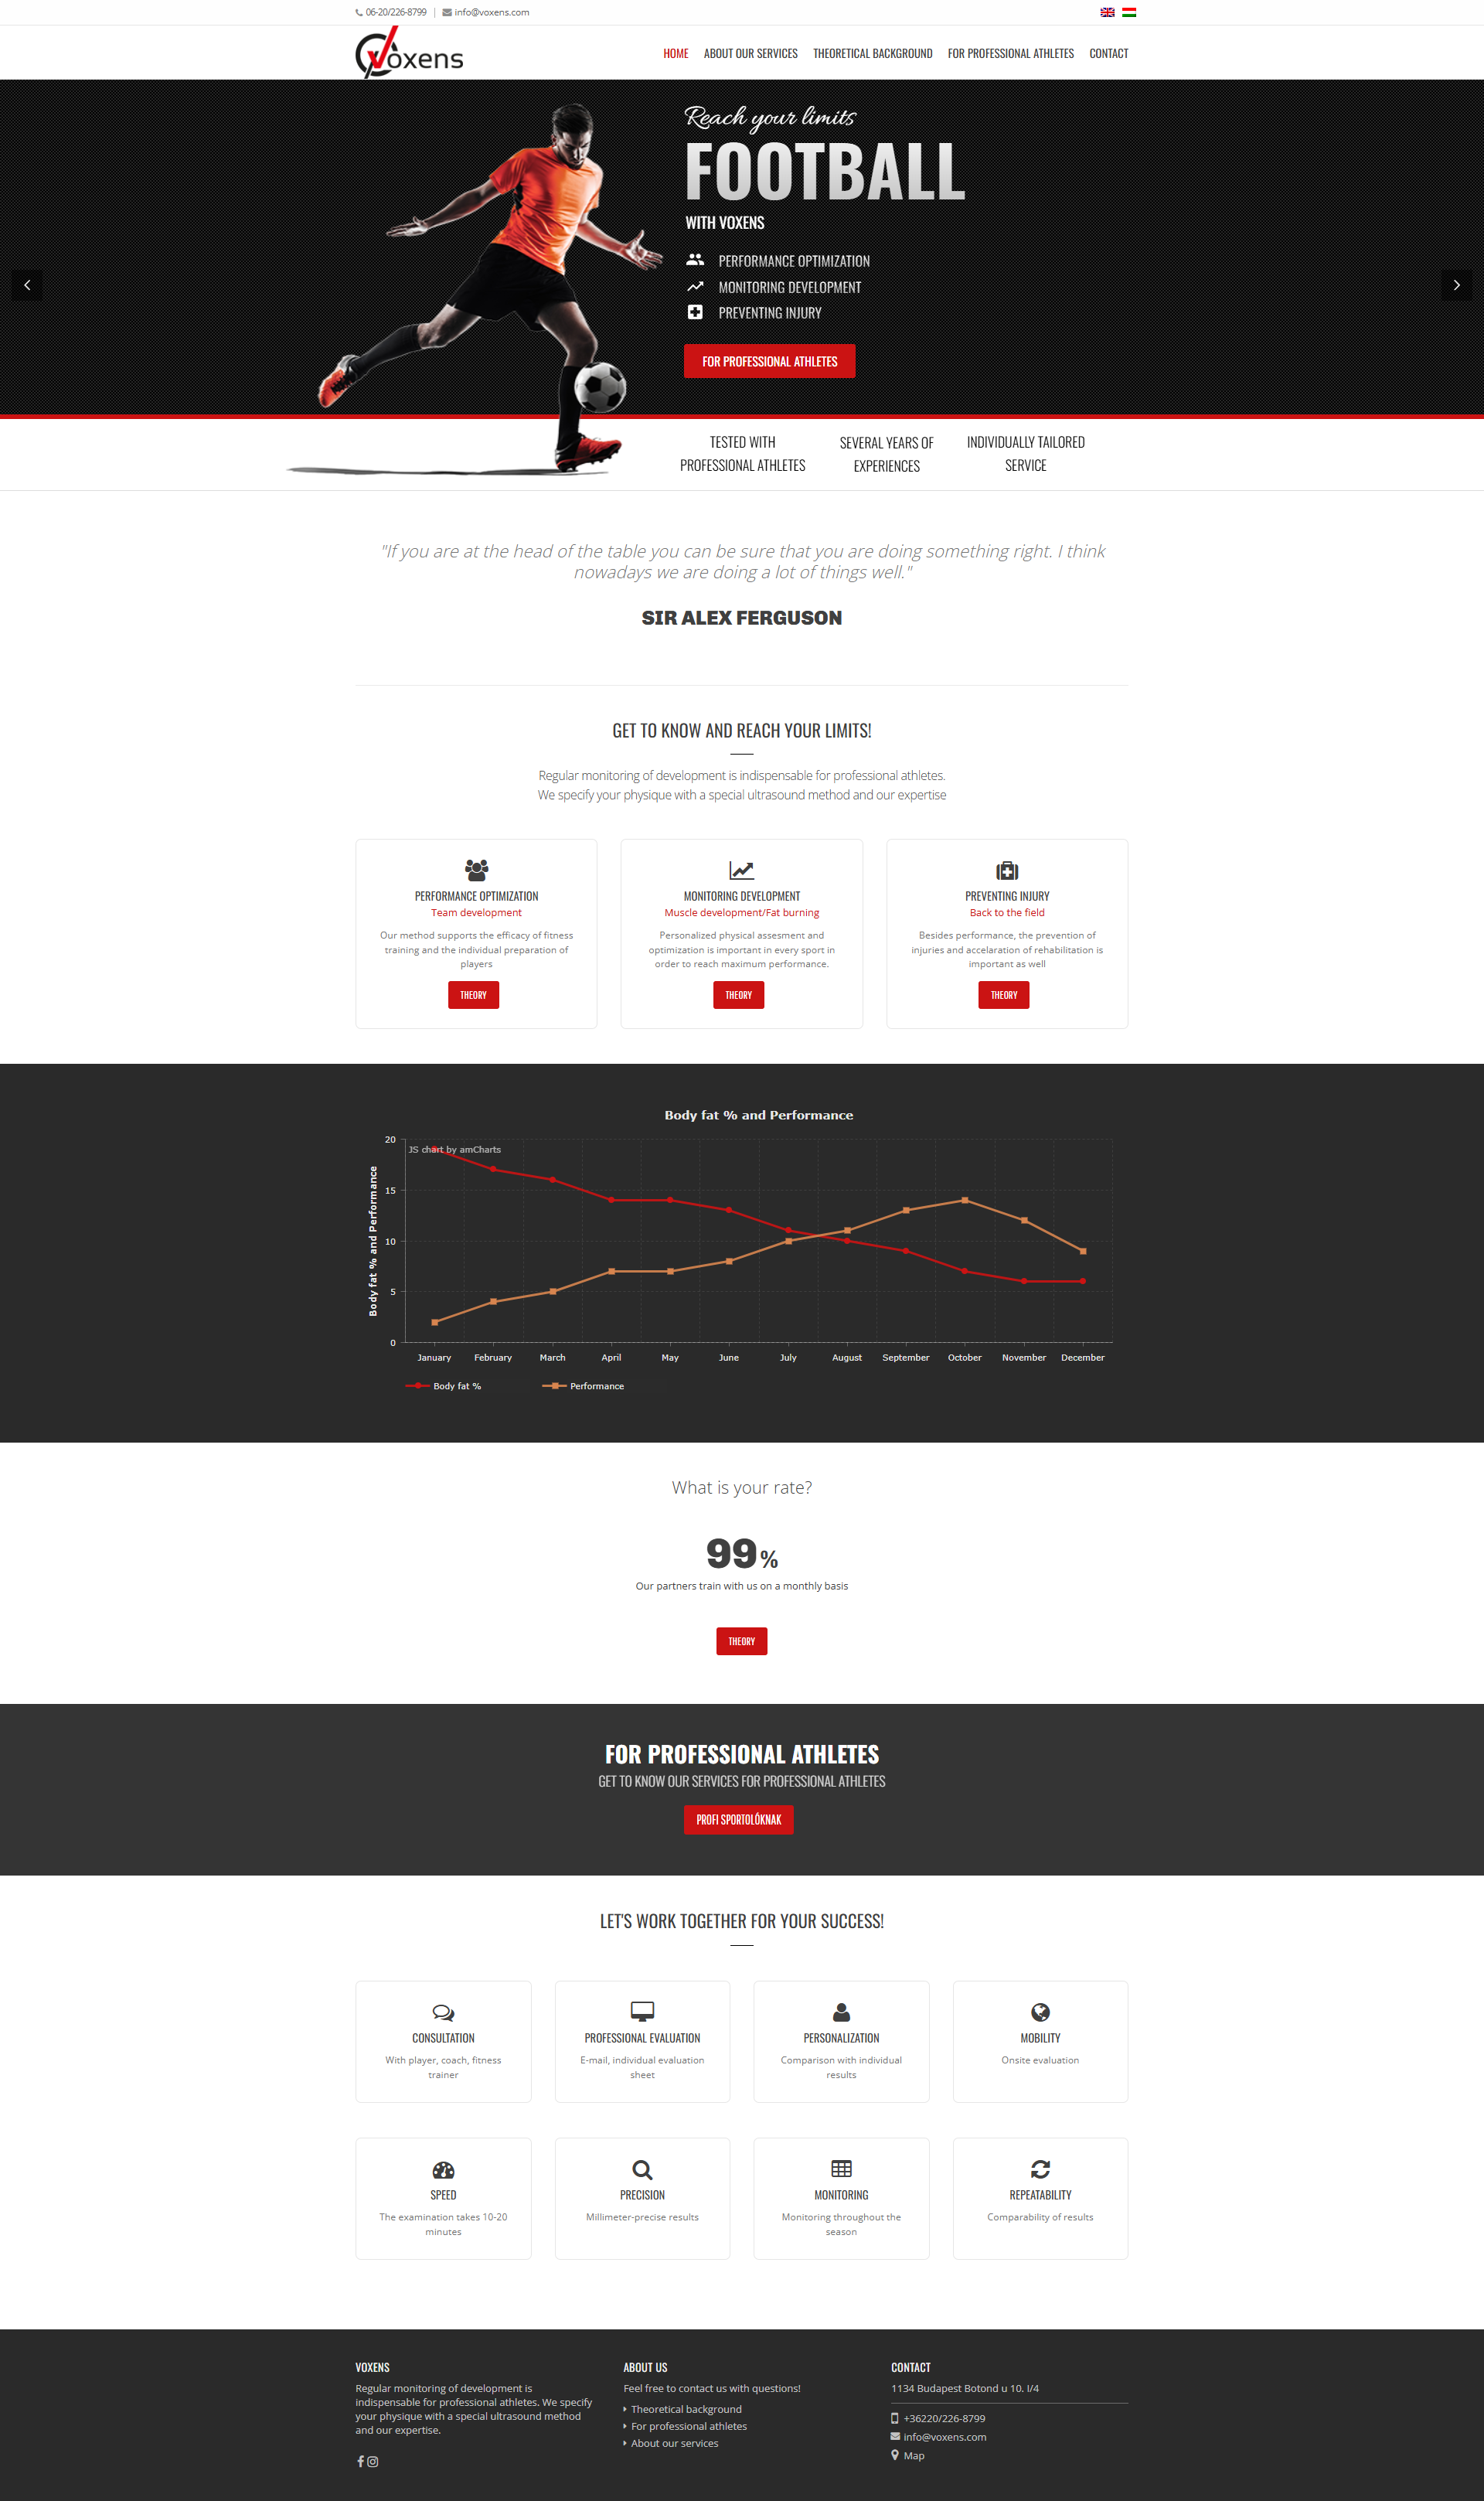 06-20/226-8799 | info@voxens.com
Voxens
HOME ABOUT OUR SERVICES THEORETICAL BACKGROUND FOR PROFESSIONAL ATHLETES CONTACT
Reach your limits
FOOTBALL
WITH VOXENS
PERFORMANCE OPTIMIZATION
MONITORING DEVELOPMENT
PREVENTING INJURY
FOR PROFESSIONAL ATHLETES
TESTED WITH
PROFESSIONAL ATHLETES
SEVERAL YEARS OF
EXPERIENCES
INDIVIDUALLY TAILORED
SERVICE
"If you are at the head of the table you can be sure that you are doing something right. I think
nowadays we are doing a lot of things well."
SIR ALEX FERGUSON
GET TO KNOW AND REACH YOUR LIMITS!
Regular monitoring of development is indispensable for professional athletes.
We specify your physique with a special ultrasound method and our expertise
PERFORMANCE OPTIMIZATION
Team development
Our method supports the efficacy of fitness
training and the individual preparation of
players
THEORY
MONITORING DEVELOPMENT
Muscle development/Fat burning
Personalized physical assesment and
optimization is important in every sport in
order to reach maximum performance.
THEORY
PREVENTING INJURY
Back to the field
Besides performance, the prevention of
injuries and accelaration of rehabilitation is
important as well
THEORY
Body fat % and Performance
JS chart by amCharts
Body fat % and Performance
20
15
10
5
0
January February March April May June July August September October November December
Body fat % Performance
What is your rate?
99%
Our partners train with us on a monthly basis
THEORY
FOR PROFESSIONAL ATHLETES
GET TO KNOW OUR SERVICES FOR PROFESSIONAL ATHLETES
PROFI SPORTOLÓKNAK
LET'S WORK TOGETHER FOR YOUR SUCCESS!
CONSULTATION
With player, coach, fitness
trainer
PROFESSIONAL EVALUATION
E-mail, individual evaluation
sheet
PERSONALIZATION
Comparison with individual
results
MOBILITY
Onsite evaluation
SPEED
The examination takes 10-20
minutes
PRECISION
Millimeter-precise results
MONITORING
Monitoring throughout the
season
REPEATABILITY
Comparability of results
VOXENS
Regular monitoring of development is
indispensable for professional athletes. We specify
your physique with a special ultrasound method
and our expertise.
ABOUT US
Feel free to contact us with questions!
Theoretical background
For professional athletes
About our services
CONTACT
1134 Budapest Botond u 10. I/4
+36220/226-8799
info@voxens.com
Map